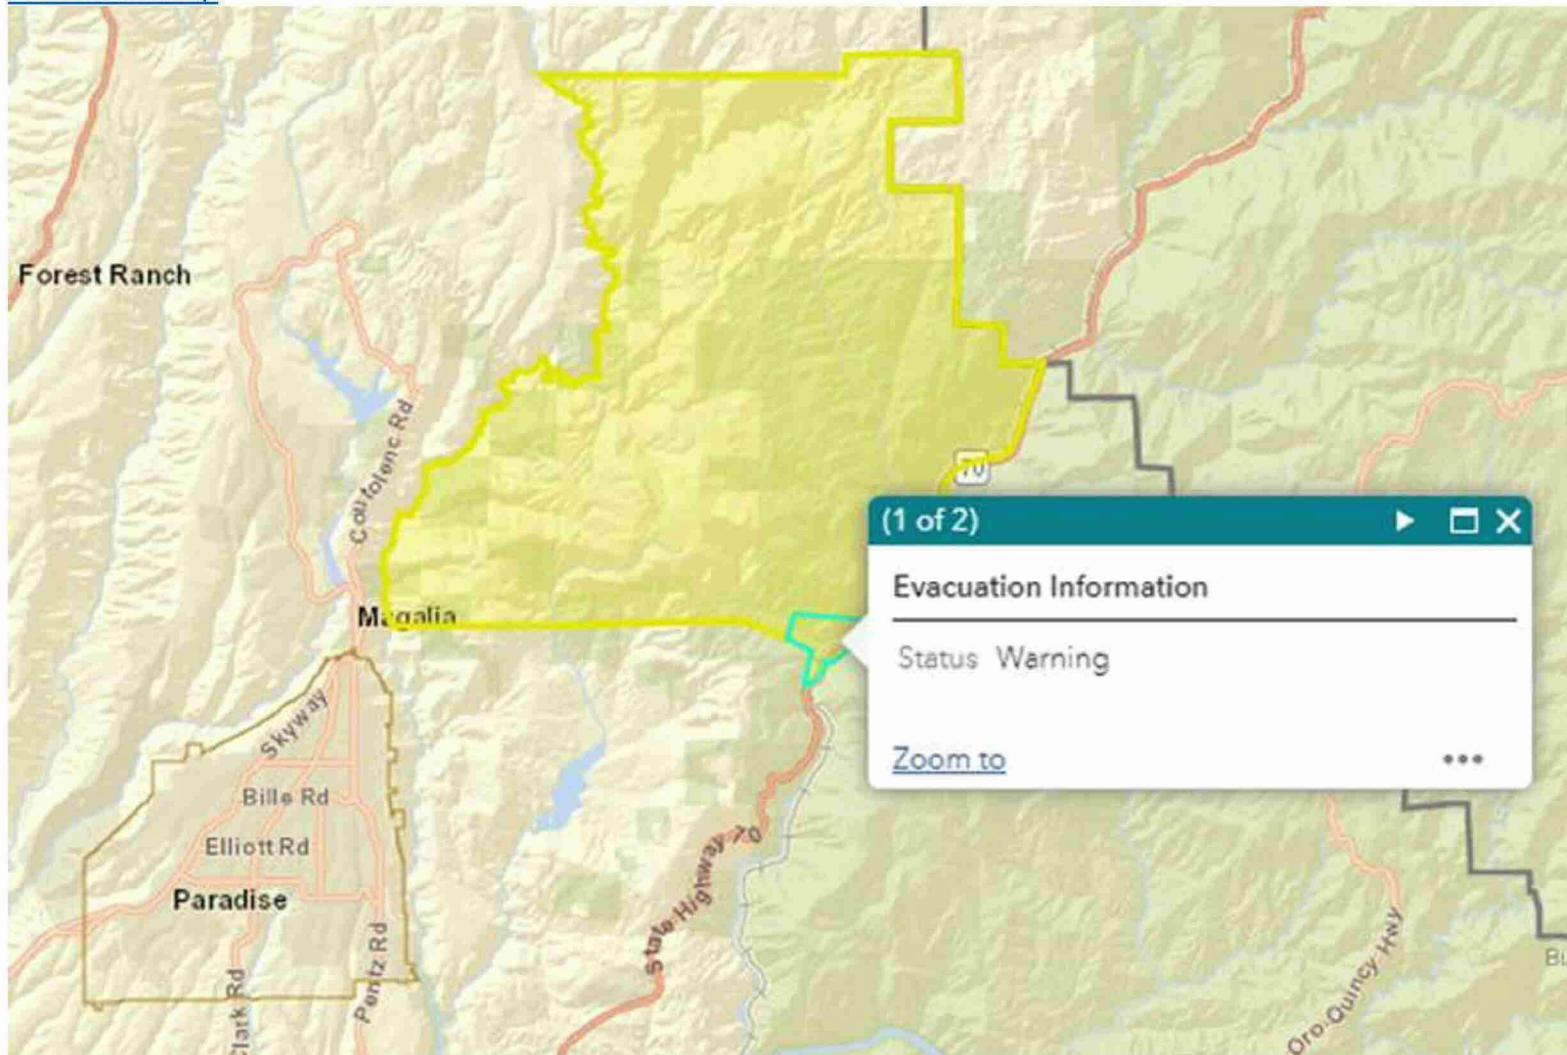 Forest Ranch
70
Coutolenc Rd
Magalia
(1 of 2)
Evacuation Information
Status Warning
Zoom to
Skyway
Bille Rd
Elliott Rd
Paradise
Clark Rd
Pentz Rd
State Highway 70
Oro-Quincy Hwy